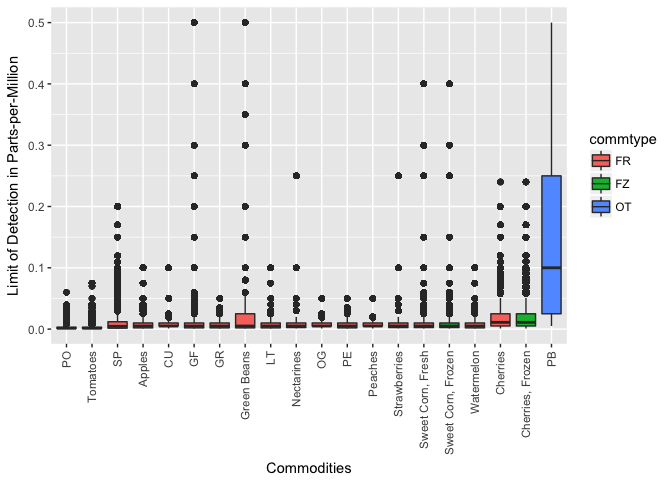 Limit of Detection in Parts-per-Million
0.5
0.4
0.3
0.2
0.1
0.0
PO
Tomatoes
SP
Apples
CU
GF
GR
Green Beans
LT
Nectarines
OG
PE
Peaches
Strawberries
Sweet Corn, Fresh
Sweet Corn, Frozen
Watermelon
Cherries
Cherries, Frozen
PB
Commodities
commtype
FR
FZ
OT